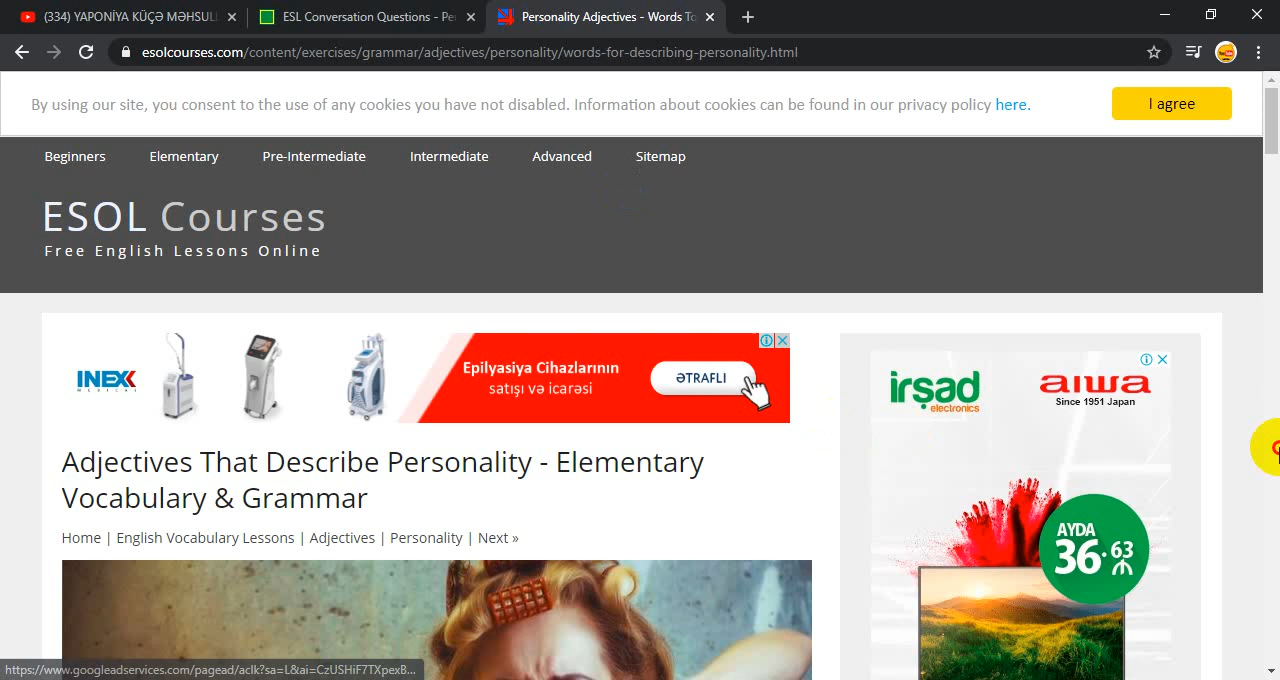 (334) YAPONİYA KÜÇƏ MƏHSUL
ESL Conversation Questions - Pe
Personality Adjectives - Words To
esolcourses.com/content/exercises/grammar/adjectives/personality/words-for-describing-personality.html
By using our site, you consent to the use of any cookies you have not disabled. Information about cookies can be found in our privacy policy here.
I agree
Beginners Elementary Pre-Intermediate Intermediate Advanced Sitemap
ESOL Courses
Free English Lessons Online
INEX
MEDICAL
Epilyasiya Cihazlarının
satışı və icarəsi
ƏTRAFLI
irşad
electronics
aiwa
Since 1951 Japan
AYDA
36.63
Adjectives That Describe Personality - Elementary
Vocabulary & Grammar
Home | English Vocabulary Lessons | Adjectives | Personality | Next »
https://www.googleadservices.com/pagead/aclk?sa=L&ai=CzUSHiF7TXpexB...